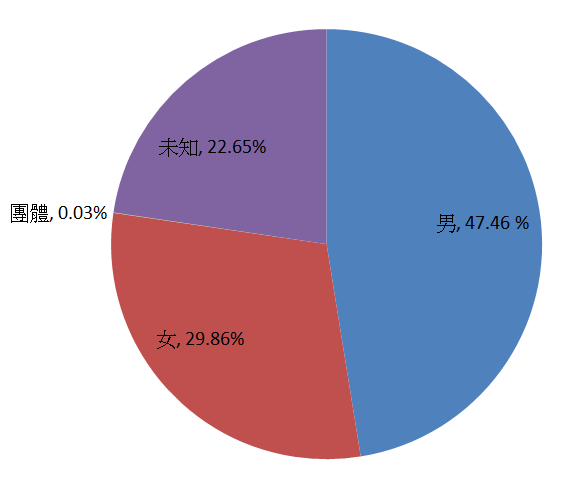 未知, 22.65%
團體, 0.03%
男, 47.46 %
女, 29.86%